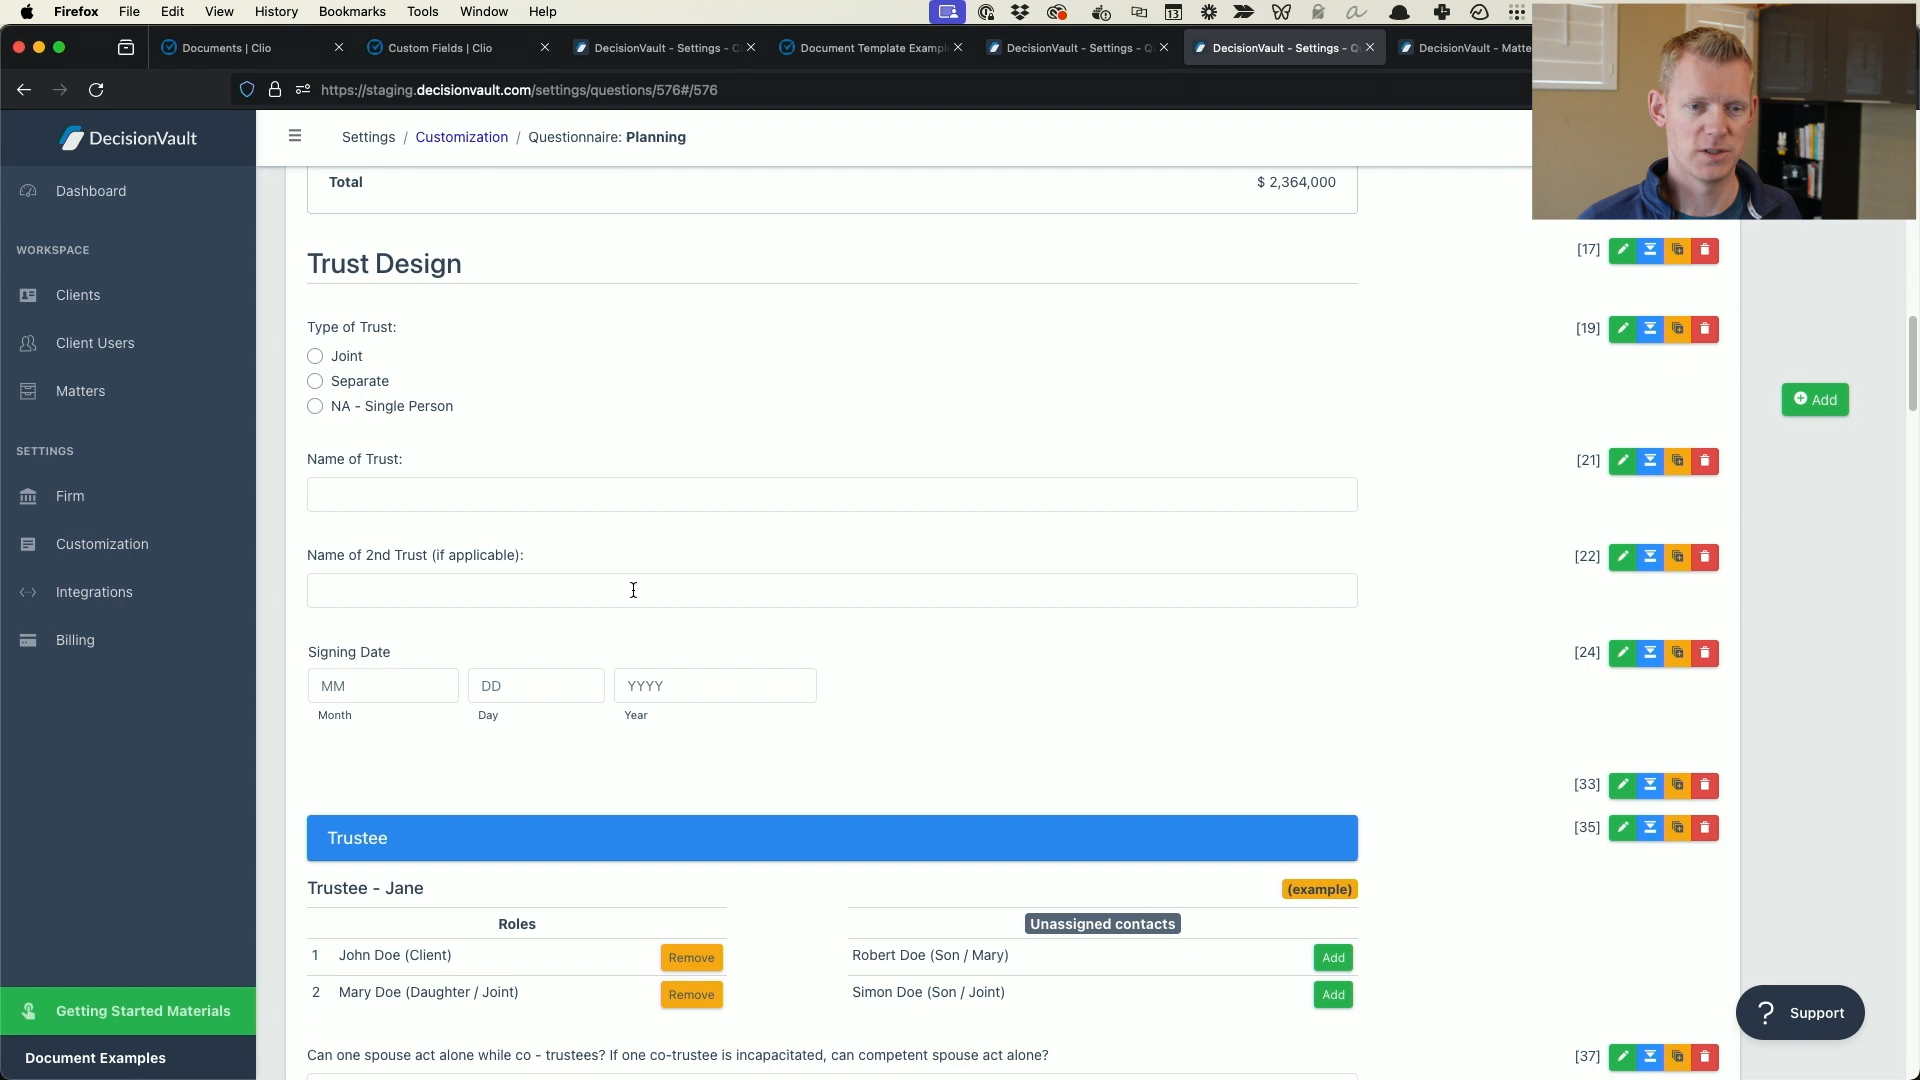 Firefox File Edit View History Bookmarks Tools Window Help
13
Documents | Clio
Custom Fields | Clio
DecisionVault - Settings - C
Document Template Exampl
DecisionVault - Settings - Q
DecisionVault - Settings - Q
DecisionVault - Matte
https://staging.decisionvault.com/settings/questions/576#/576
DecisionVault
Settings / Customization / Questionnaire: Planning
Dashboard
WORKSPACE
Clients
Client Users
Matters
SETTINGS
Firm
Customization
Integrations
Billing
Getting Started Materials
Document Examples
Total $ 2,364,000
Trust Design [17]
Type of Trust: [19]
Joint
Separate
NA - Single Person
Add
Name of Trust: [21]
Name of 2nd Trust (if applicable): [22]
Signing Date [24]
MM DD YYYY
Month Day Year
[33]
Trustee [35]
Trustee - Jane (example)
Roles Unassigned contacts
1 John Doe (Client) Remove Robert Doe (Son / Mary) Add
2 Mary Doe (Daughter / Joint) Remove Simon Doe (Son / Joint) Add
? Support
Can one spouse act alone while co - trustees? If one co-trustee is incapacitated, can competent spouse act alone? [37]